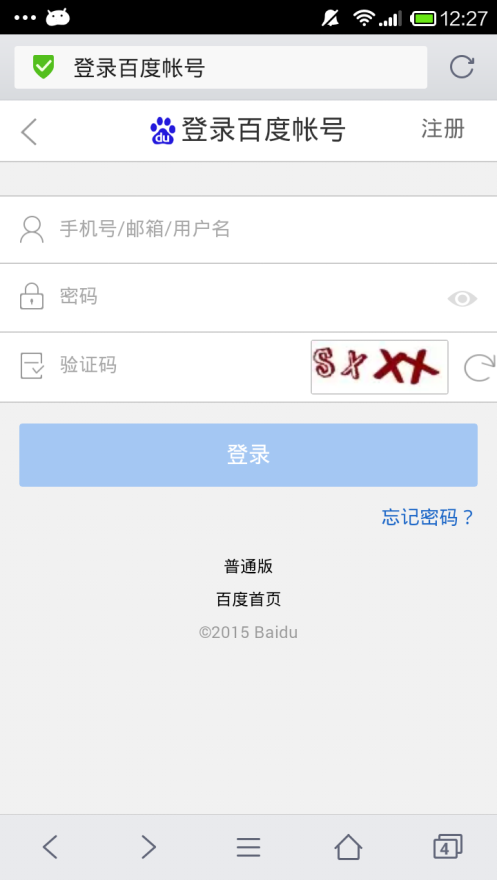 12:27
登录百度帐号
du 登录百度帐号 注册
手机号/邮箱/用户名
密码
验证码
登录
忘记密码？
普通版
百度首页
©2015 Baidu
4